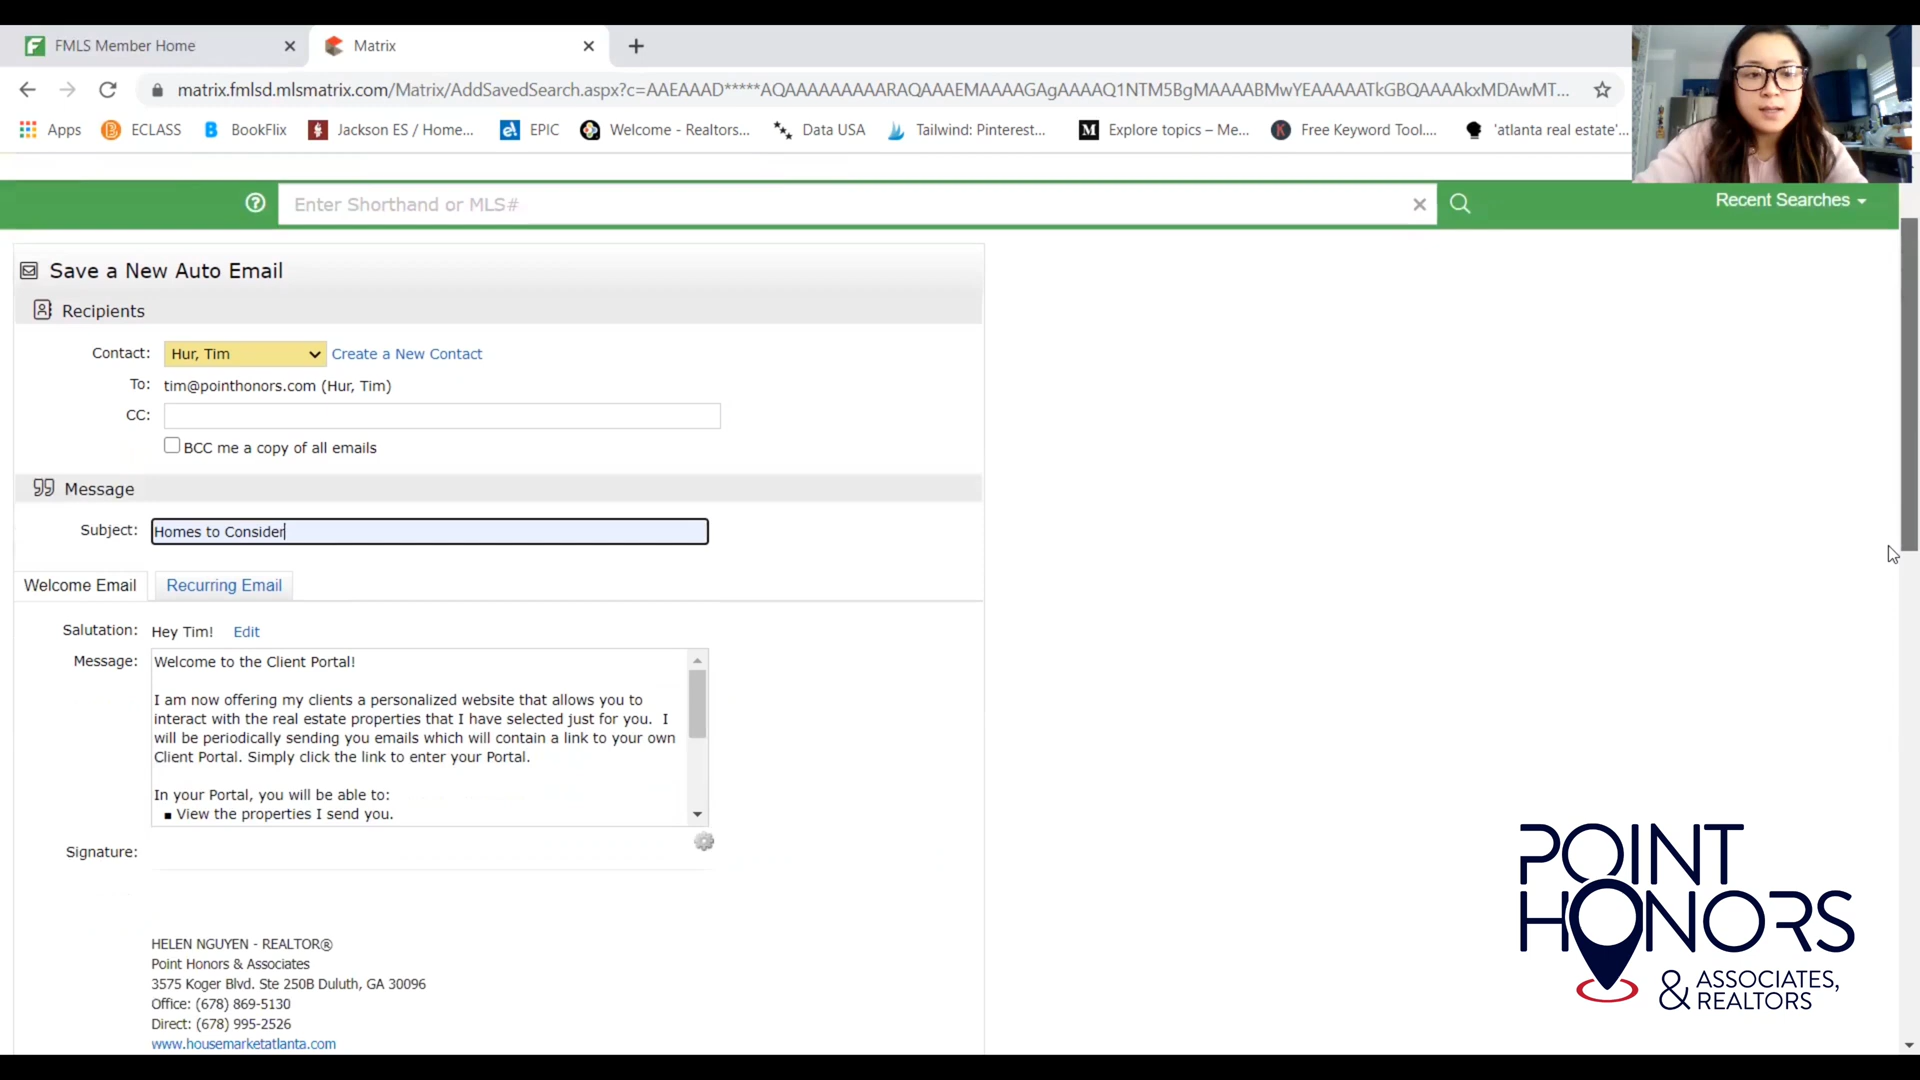 FMLS Member Home
Matrix
matrix.fmlsd.mlsmatrix.com/Matrix/AddSavedSearch.aspx?c=AAEAAAD*****AQAAAAAAAAARAQAAAEMAAAAGAgAAAAQ1NTM5BgMAAAABMwYEAAAAATkGBQAAAAkxMDAwMT...
Apps
ECLASS
BookFlix
Jackson ES / Home...
EPIC
Welcome - Realtors...
Data USA
Tailwind: Pinterest...
Explore topics – Me...
Free Keyword Tool....
'atlanta real estate'...
Enter Shorthand or MLS#
Recent Searches
Save a New Auto Email
Recipients
Contact: Hur, Tim Create a New Contact
To: tim@pointhonors.com (Hur, Tim)
CC:
BCC me a copy of all emails
Message
Subject: Homes to Consider
Welcome Email Recurring Email
Salutation: Hey Tim! Edit
Message: Welcome to the Client Portal!
I am now offering my clients a personalized website that allows you to
interact with the real estate properties that I have selected just for you. I
will be periodically sending you emails which will contain a link to your own
Client Portal. Simply click the link to enter your Portal.
In your Portal, you will be able to:
▪ View the properties I send you.
Signature:
HELEN NGUYEN - REALTOR®
Point Honors & Associates
3575 Koger Blvd. Ste 250B Duluth, GA 30096
Office: (678) 869-5130
Direct: (678) 995-2526
www.housemarketatlanta.com
POINT
HONORS
& ASSOCIATES,
REALTORS